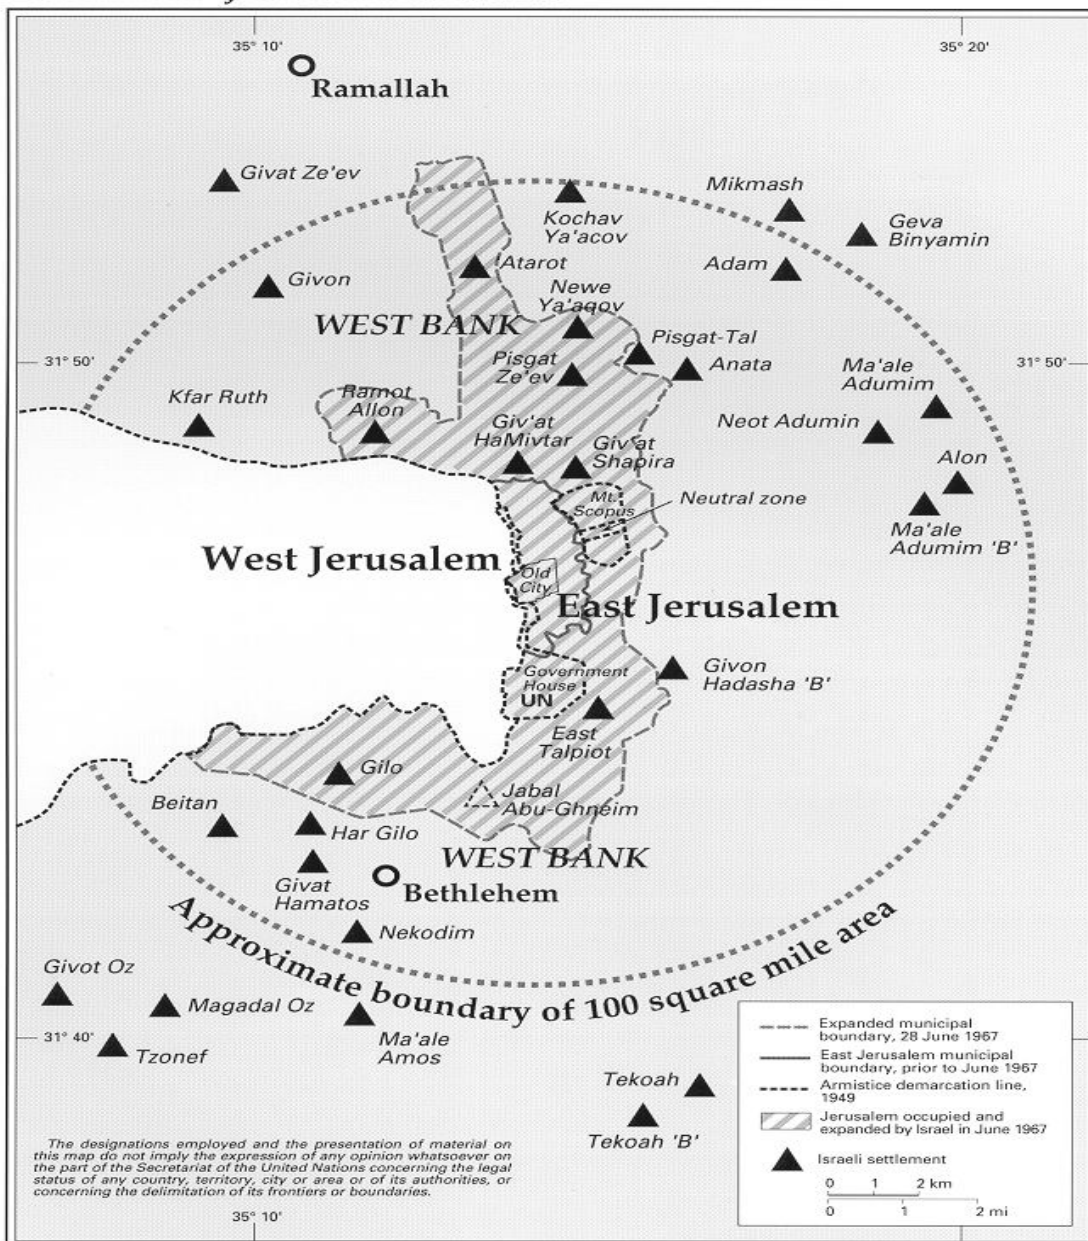 35° 10'
35° 20'
Ramallah
Givat Ze'ev
Mikmash
Kochav
Ya'acov
Geva
Binyamin
Atarot
Adam
Givon
Newe
Ya'aqov
WEST BANK
Pisgat-Tal
31° 50'
31° 50'
Pisgat
Ze'ev
Anata
Ma'ale
Adumim
Kfar Ruth
Ramot
Allon
Neot Adumin
Giv'at
HaMivtar
Giv'at
Shapira
Alon
Mt.
Scopus
Neutral zone
Ma'ale
Adumim 'B'
West Jerusalem
Old
City
East Jerusalem
Government
House
UN
Givon
Hadasha 'B'
East
Talpiot
Gilo
Jabal
Abu-Ghneim
Beitan
Har Gilo
WEST BANK
Givat
Hamatos
Bethlehem
Nekodim
Approximate boundary of 100 square mile area
Givot Oz
Magadal Oz
31° 40'
Tzonef
Ma'ale
Amos
Tekoah
Tekoah 'B'
Expanded municipal
boundary, 28 June 1967
East Jerusalem municipal
boundary, prior to June 1967
Armistice demarcation line,
1949
Jerusalem occupied and
expanded by Israel in June 1967
Israeli settlement
0 1 2 km
0 1 2 mi
The designations employed and the presentation of material on
this map do not imply the expression of any opinion whatsoever on
the part of the Secretariat of the United Nations concerning the legal
status of any country, territory, city or area or of its authorities, or
concerning the delimitation of its frontiers or boundaries.
35° 10'